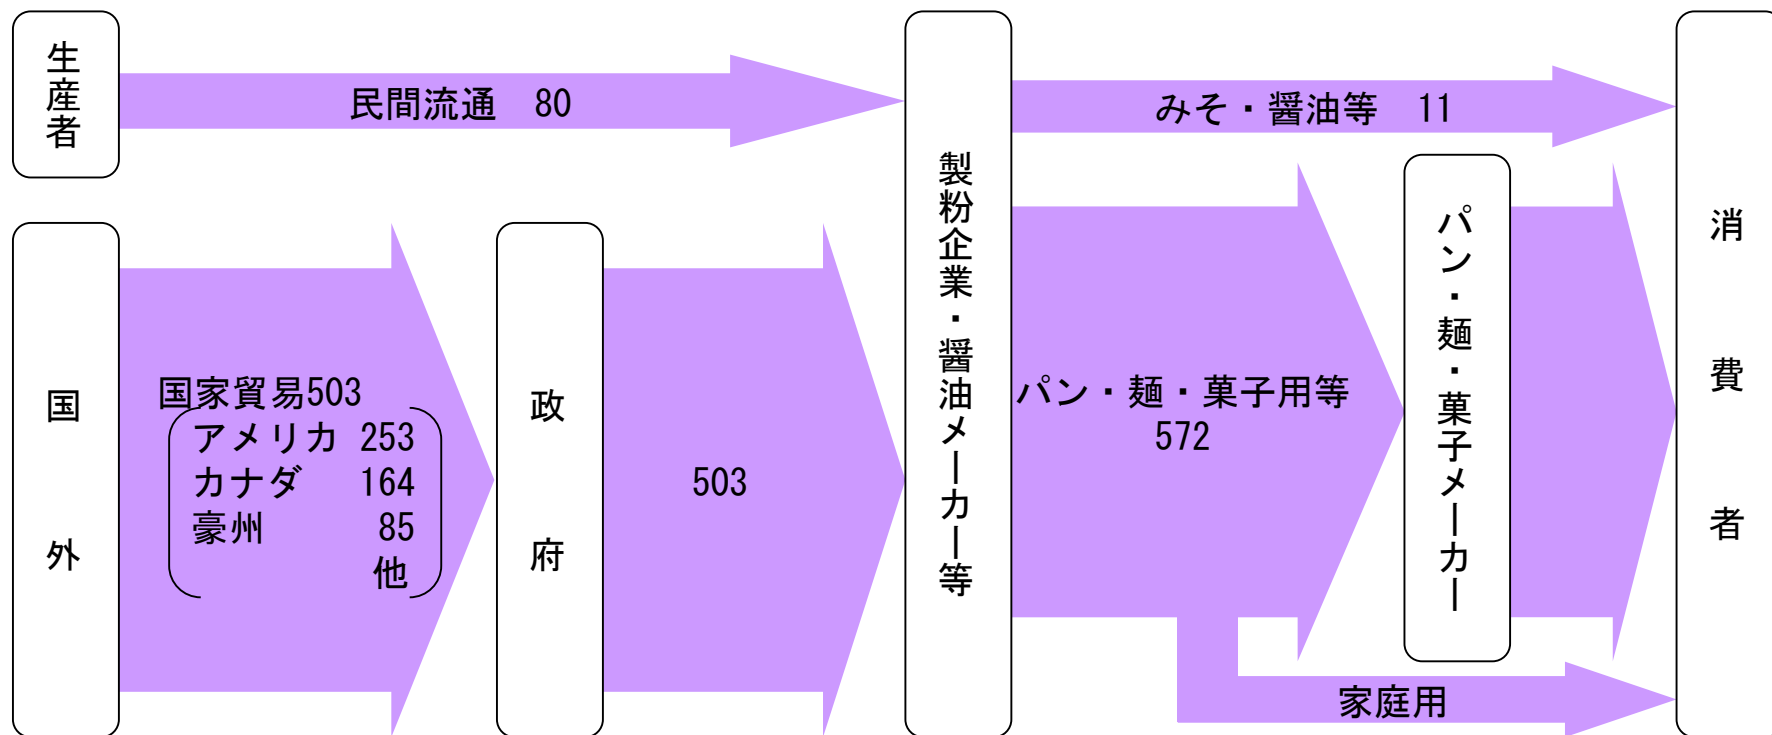 生産者
民間流通 80
国外
国家貿易503
アメリカ 253
カナダ 164
豪州 85
他
政府
503
製粉企業・醤油メーカー等
みそ・醤油等 11
パン・麺・菓子用等
572
パン・麺・菓子メーカー
家庭用
消費者